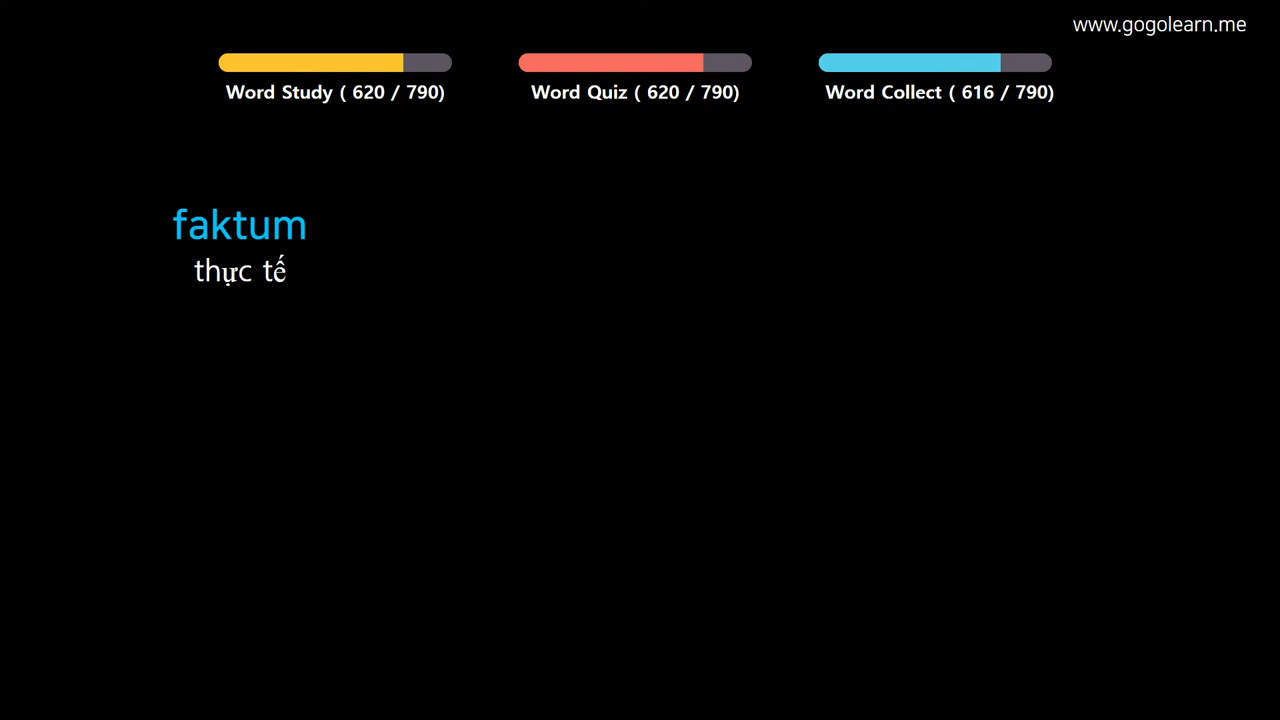 www.gogolearn.me
Word Study ( 620 / 790)
Word Quiz ( 620 / 790)
Word Collect ( 616 / 790)
faktum
thực tế